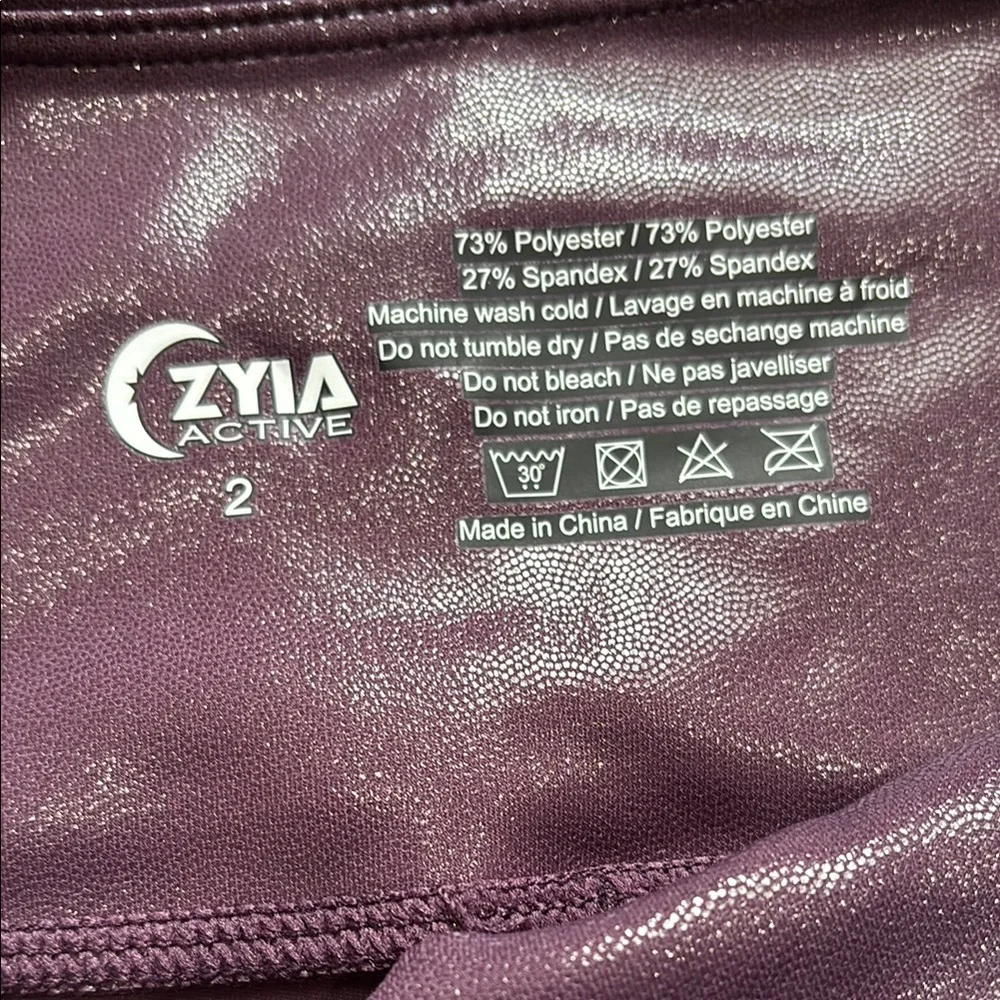 ZYIA
ACTIVE
2
73% Polyester / 73% Polyester
27% Spandex / 27% Spandex
Machine wash cold / Lavage en machine à froid
Do not tumble dry / Pas de sechange machine
Do not bleach / Ne pas javelliser
Do not iron / Pas de repassage
30°
Made in China / Fabrique en Chine